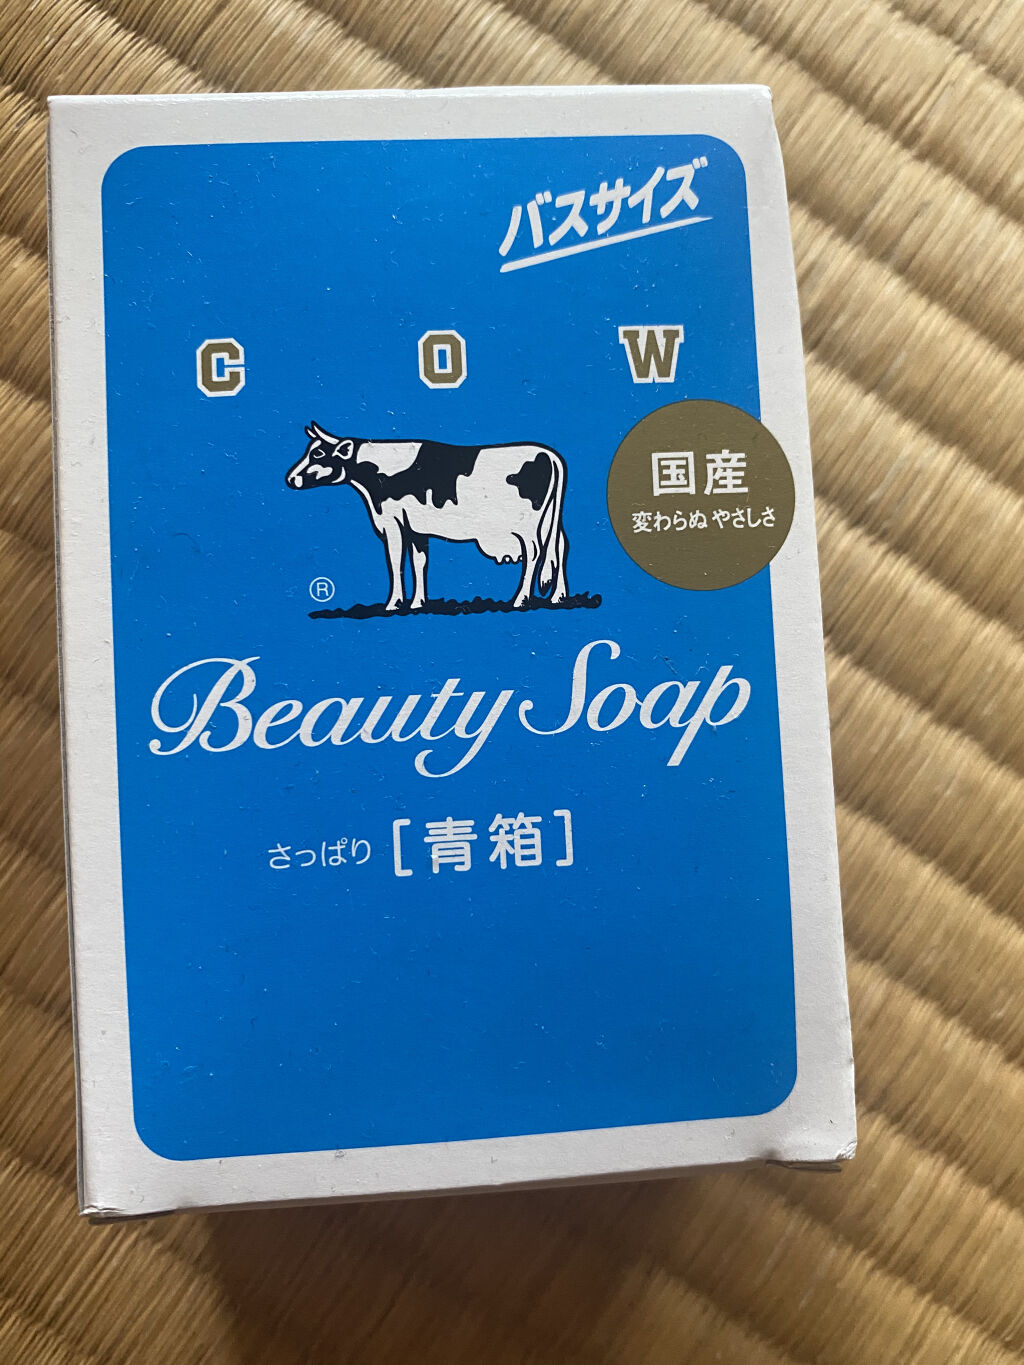 バスサイズ
COW
国産
変わらぬ やさしさ
®
Beauty Soap
さっぱり [青箱]